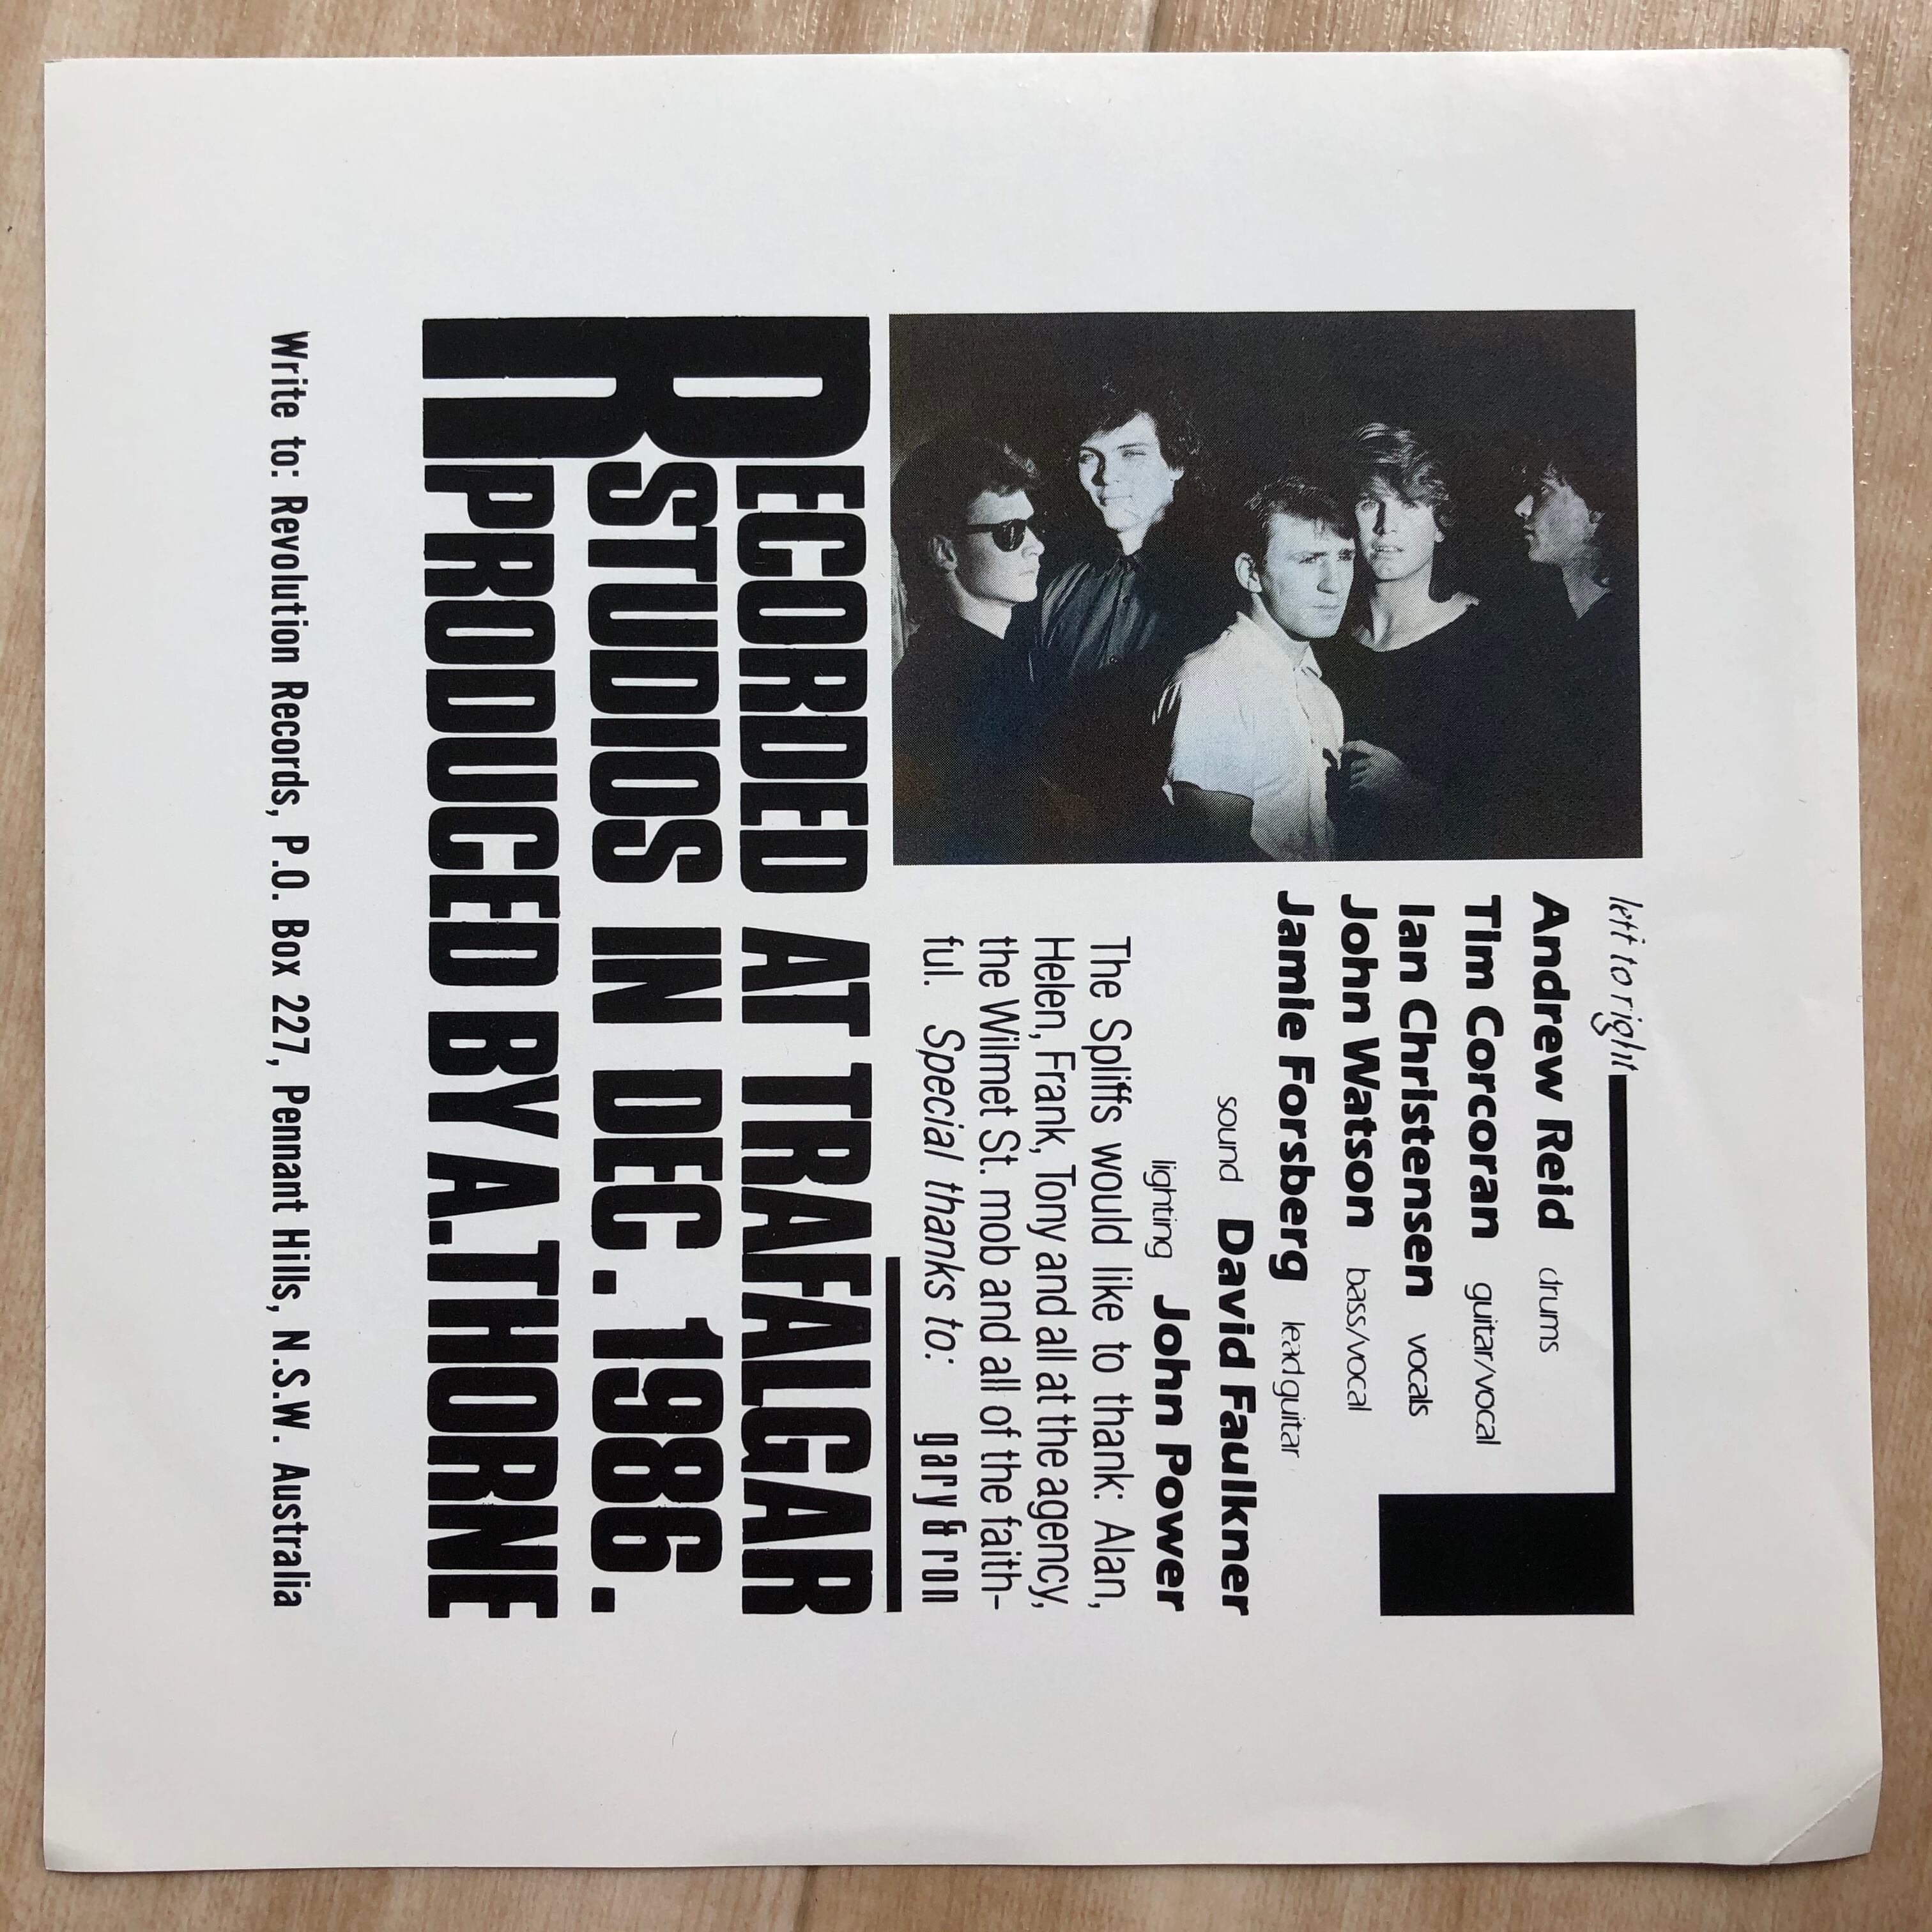 left to right
Andrew Reid drums
Tim Corcoran guitar/vocal
Ian Christensen vocals
John Watson bass/vocal
Jamie Forsberg lead guitar
sound David Faulkner
lighting John Power
The Spliffs would like to thank: Alan,
Helen, Frank, Tony and all at the agency,
the Wilmet St. mob and all of the faith-
ful. Special thanks to: gary & ron
RECORDED AT TRAFALGAR
STUDIOS IN DEC. 1986.
PRODUCED BY A.THORNE
Write to: Revolution Records, P.O. Box 227, Pennant Hills, N.S.W. Australia